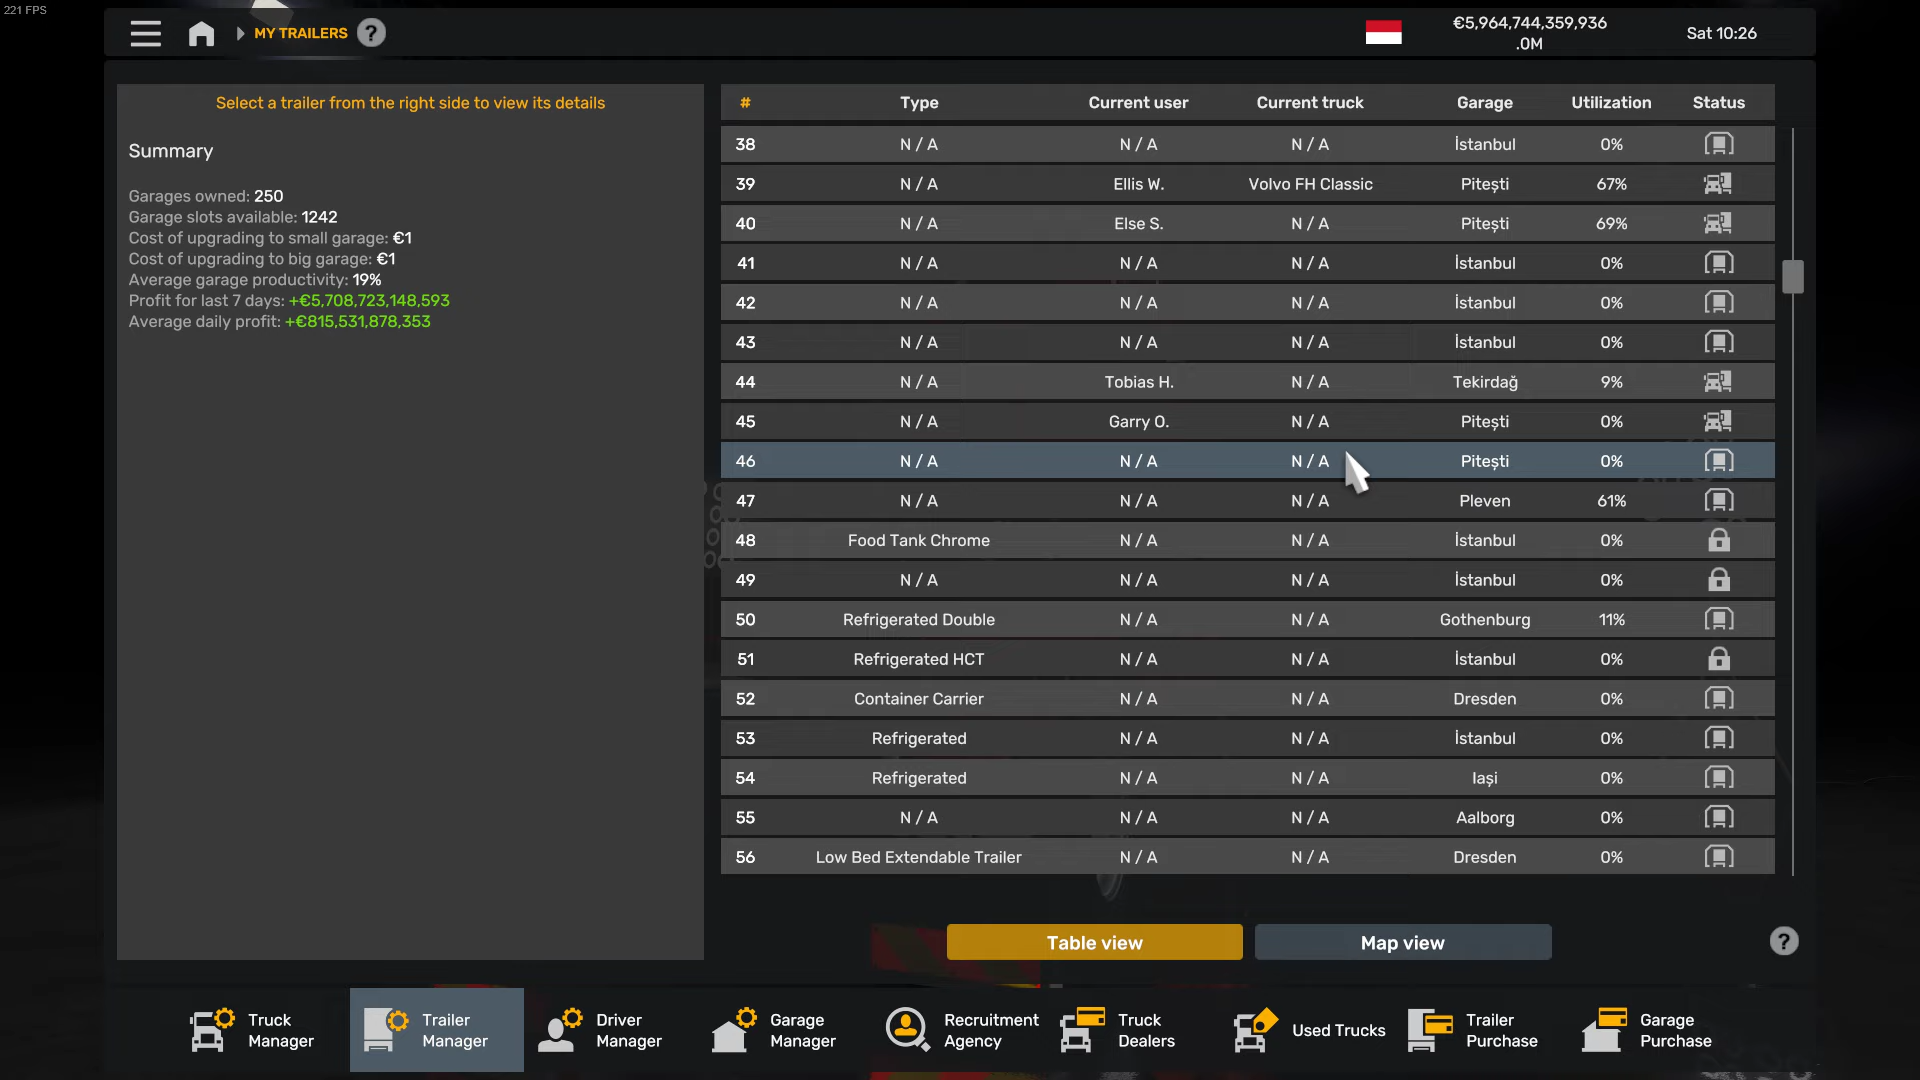 221 FPS
MY TRAILERS ?
€5,964,744,359,936
.0M
Sat 10:26
Select a trailer from the right side to view its details
Summary
Garages owned: 250
Garage slots available: 1242
Cost of upgrading to small garage: €1
Cost of upgrading to big garage: €1
Average garage productivity: 19%
Profit for last 7 days: +€5,708,723,148,593
Average daily profit: +€815,531,878,353
# Type Current user Current truck Garage Utilization Status
38 N / A N / A N / A İstanbul 0%
39 N / A Ellis W. Volvo FH Classic Pitești 67%
40 N / A Else S. N / A Pitești 69%
41 N / A N / A N / A İstanbul 0%
42 N / A N / A N / A İstanbul 0%
43 N / A N / A N / A İstanbul 0%
44 N / A Tobias H. N / A Tekirdağ 9%
45 N / A Garry O. N / A Pitești 0%
46 N / A N / A N / A Pitești 0%
47 N / A N / A N / A Pleven 61%
48 Food Tank Chrome N / A N / A İstanbul 0%
49 N / A N / A N / A İstanbul 0%
50 Refrigerated Double N / A N / A Gothenburg 11%
51 Refrigerated HCT N / A N / A İstanbul 0%
52 Container Carrier N / A N / A Dresden 0%
53 Refrigerated N / A N / A İstanbul 0%
54 Refrigerated N / A N / A Iași 0%
55 N / A N / A N / A Aalborg 0%
56 Low Bed Extendable Trailer N / A N / A Dresden 0%
Table view
Map view
?
Truck
Manager
Trailer
Manager
Driver
Manager
Garage
Manager
Recruitment
Agency
Truck
Dealers
Used Trucks
Trailer
Purchase
Garage
Purchase